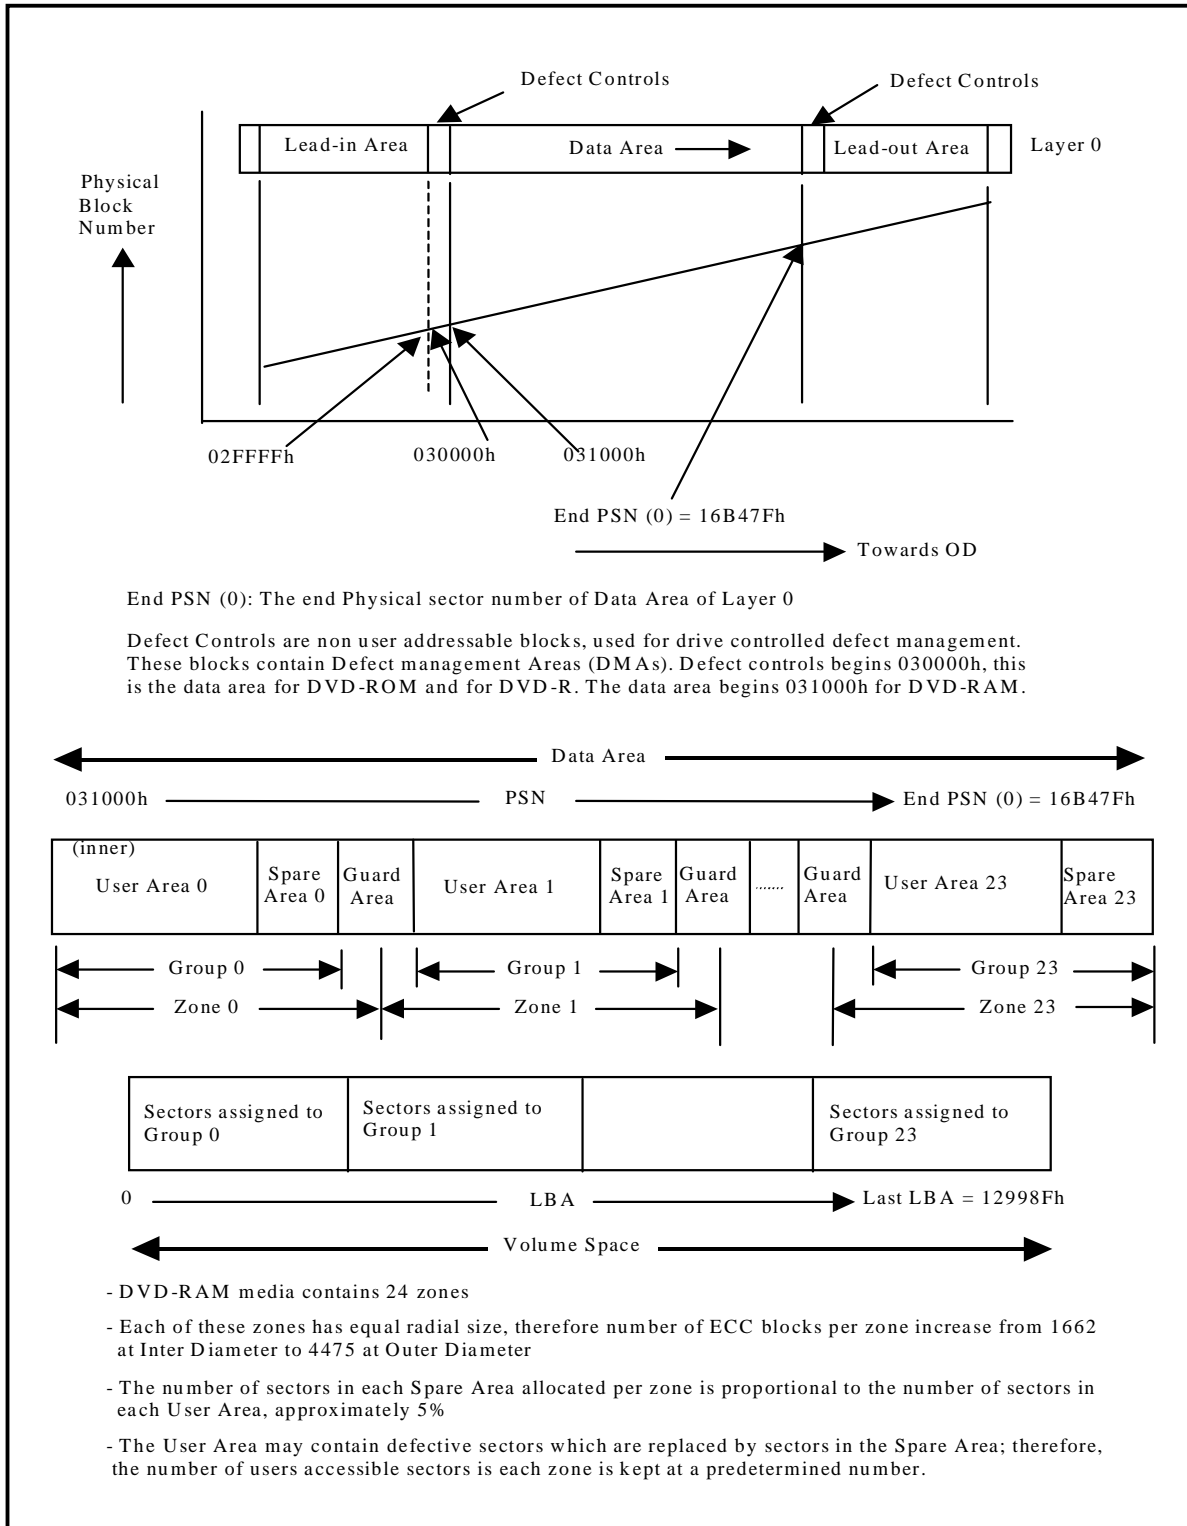 Defect Controls
Defect Controls
Lead-in Area
Data Area
Lead-out Area
Layer 0
Physical
Block
Number
02FFFFh
030000h
031000h
End PSN (0) = 16B47Fh
Towards OD
End PSN (0): The end Physical sector number of Data Area of Layer 0
Defect Controls are non user addressable blocks, used for drive controlled defect management.
These blocks contain Defect management Areas (DMAs). Defect controls begins 030000h, this
is the data area for DVD-ROM and for DVD-R. The data area begins 031000h for DVD-RAM.
Data Area
031000h
PSN
End PSN (0) = 16B47Fh
(inner)
User Area 0
Spare
Area 0
Guard
Area
User Area 1
Spare
Area 1
Guard
Area
.......
Guard
Area
User Area 23
Spare
Area 23
Group 0
Group 1
Group 23
Zone 0
Zone 1
Zone 23
Sectors assigned to
Group 0
Sectors assigned to
Group 1
Sectors assigned to
Group 23
0
LBA
Last LBA = 12998Fh
Volume Space
- DVD-RAM media contains 24 zones
- Each of these zones has equal radial size, therefore number of ECC blocks per zone increase from 1662
at Inter Diameter to 4475 at Outer Diameter
- The number of sectors in each Spare Area allocated per zone is proportional to the number of sectors in
each User Area, approximately 5%
- The User Area may contain defective sectors which are replaced by sectors in the Spare Area; therefore,
the number of users accessible sectors is each zone is kept at a predetermined number.